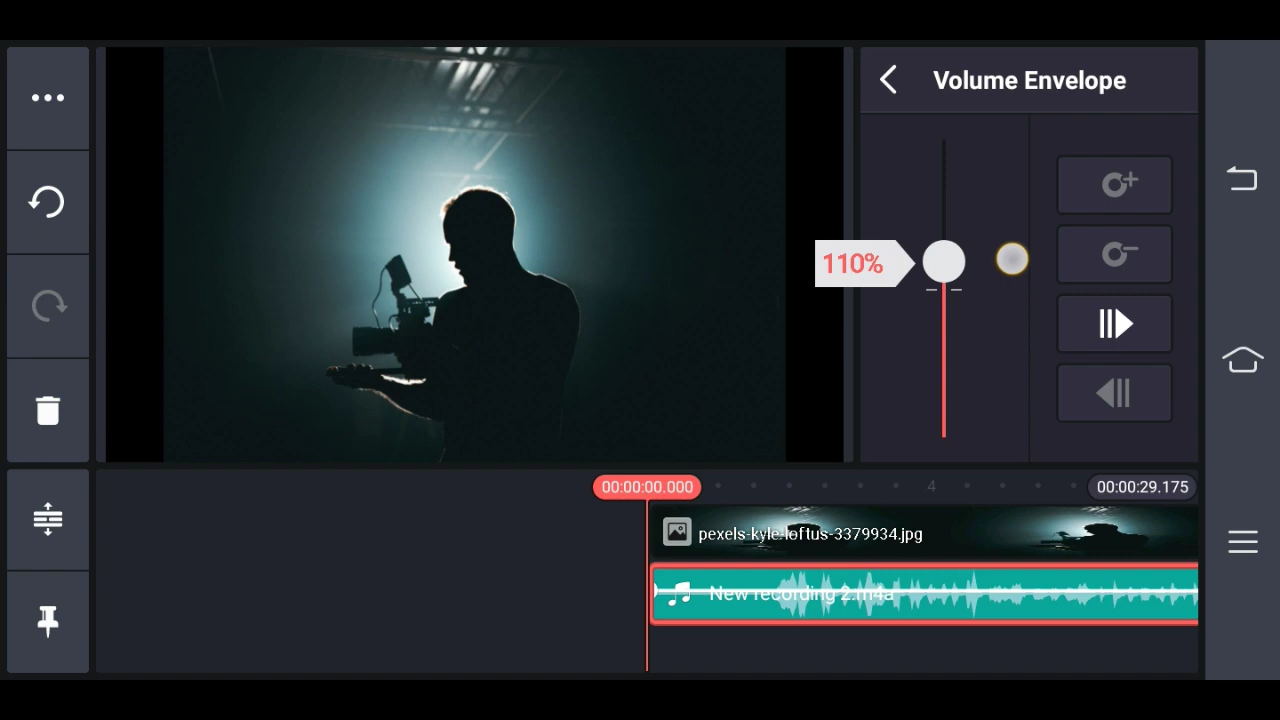 Volume Envelope
110%
00:00:00.000
4
00:00:29.175
pexels-kyle-loftus-3379934.jpg
New recording 2.m4a